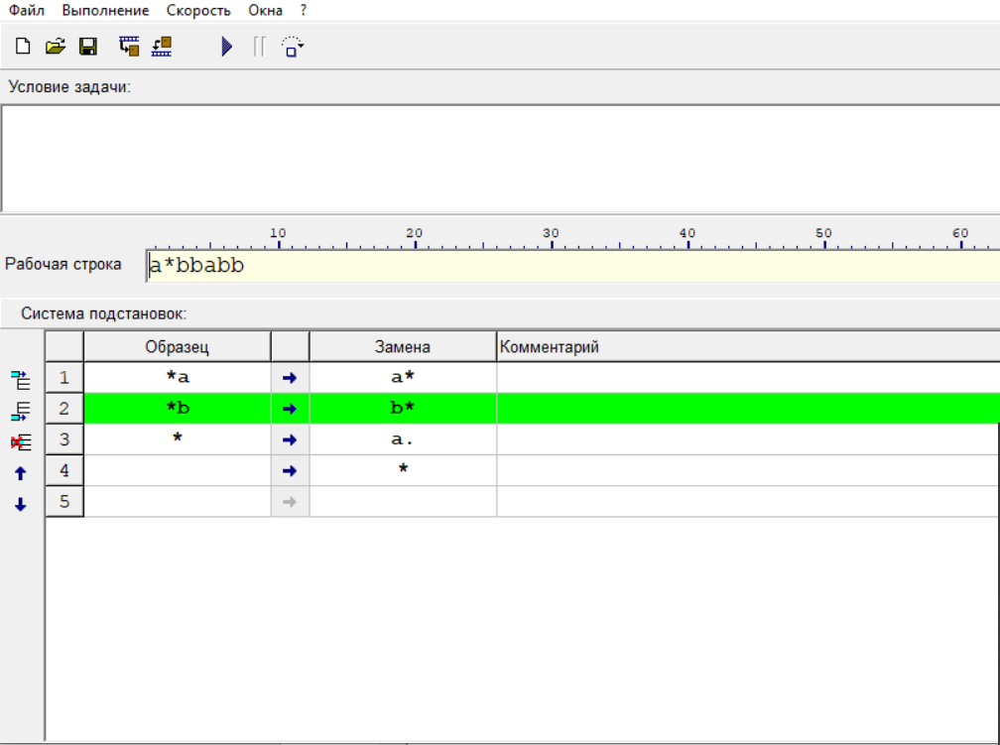 Файл Выполнение Скорость Окна ?
Условие задачи:
10 20 30 40 50 60
Рабочая строка a*bbabb
Система подстановок:
Образец Замена Комментарий
1 *a → a*
2 *b → b*
3 * → a.
4 → *
5 →